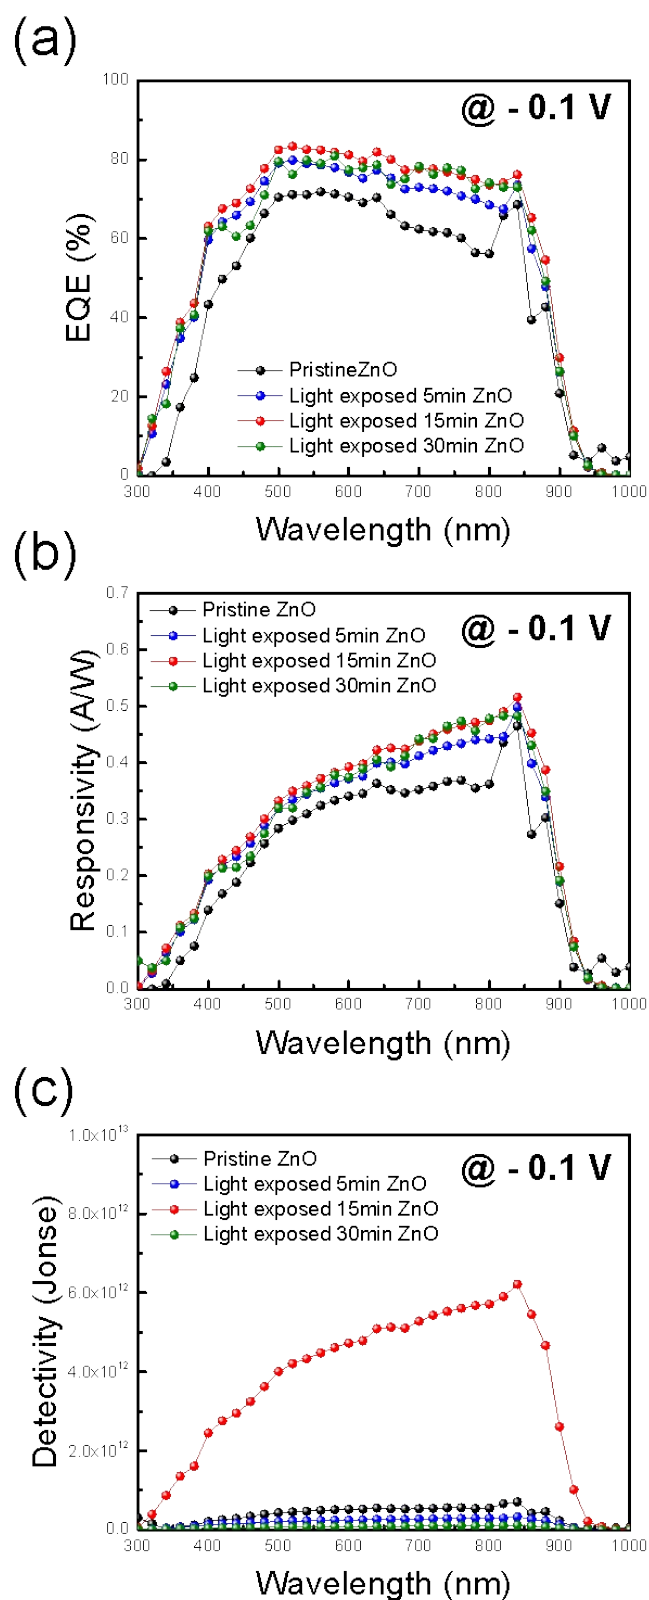 (a)
100
80
60
40
20
0
EQE (%)
@ - 0.1 V
PristineZnO
Light exposed 5min ZnO
Light exposed 15min ZnO
Light exposed 30min ZnO
300 400 500 600 700 800 900 1000
Wavelength (nm)
(b)
0.7
0.6
0.5
0.4
0.3
0.2
0.1
0.0
Responsivity (A/W)
Pristine ZnO
@ - 0.1 V
Light exposed 5min ZnO
Light exposed 15min ZnO
Light exposed 30min ZnO
300 400 500 600 700 800 900 1000
Wavelength (nm)
(c)
1.0x10¹³
8.0x10¹²
6.0x10¹²
4.0x10¹²
2.0x10¹²
0.0
Detectivity (Jonse)
Pristine ZnO
@ - 0.1 V
Light exposed 5min ZnO
Light exposed 15min ZnO
Light exposed 30min ZnO
300 400 500 600 700 800 900 1000
Wavelength (nm)